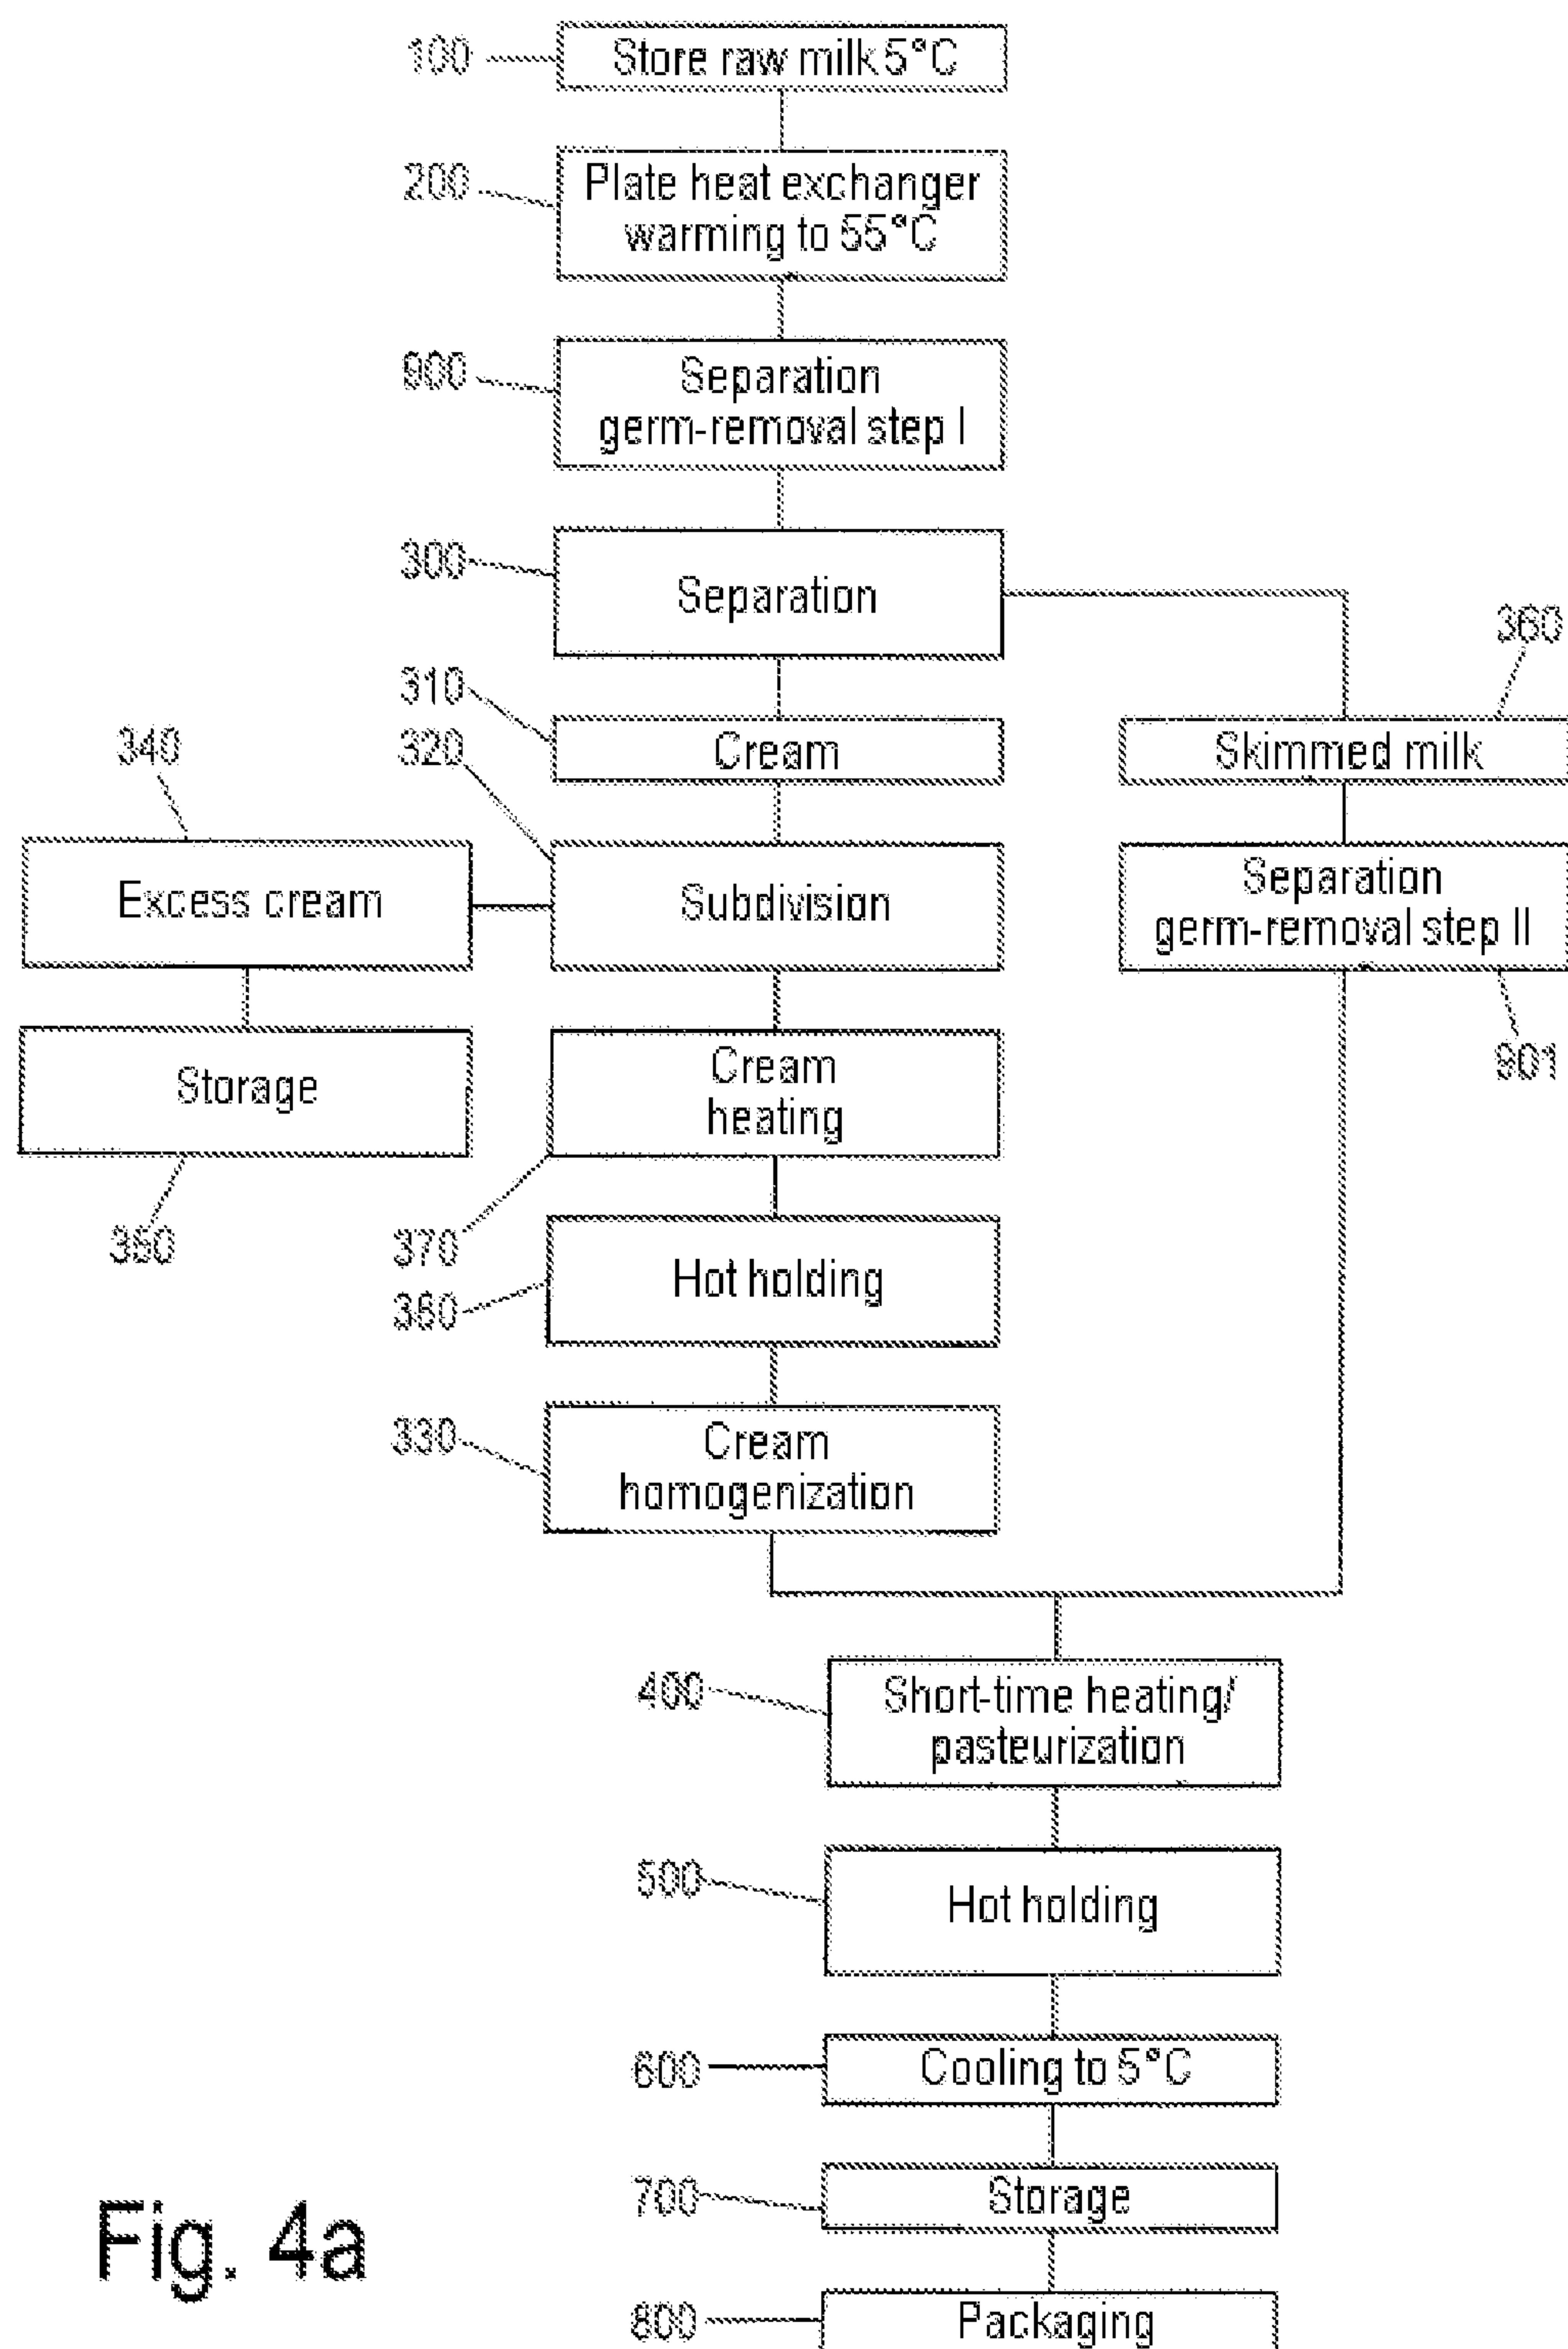 100
Store raw milk 5°C
200
Plate heat exchanger
warming to 55°C
900
Separation
germ-removal step I
300
Separation
360
310
Cream
Skimmed milk
340
320
Excess cream
Subdivision
Separation
germ-removal step II
901
Storage
350
Cream
heating
370
Hot holding
380
330
Cream
homogenization
400
Short-time heating/
pasteurization
500
Hot holding
600
Cooling to 5°C
700
Storage
800
Packaging
Fig. 4a